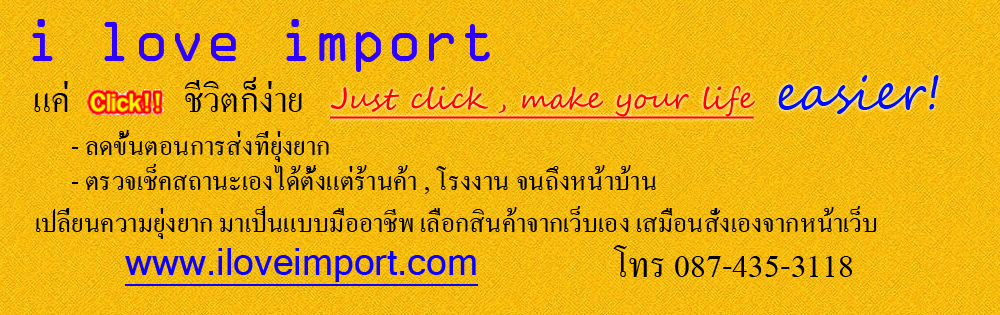 i love import
แค่ Click!! ชีวิตก็ง่าย Just click , make your life easier!
- ลดขั้นตอนการส่งที่ยุ่งยาก
- ตรวจเช็คสถานะเองได้ตั้งแต่ร้านค้า , โรงงาน จนถึงหน้าบ้าน
เปลี่ยนความยุ่งยาก มาเป็นแบบมืออาชีพ เลือกสินค้าจากเว็บเอง เสมือนสั่งเองจากหน้าเว็บ
www.iloveimport.com โทร 087-435-3118